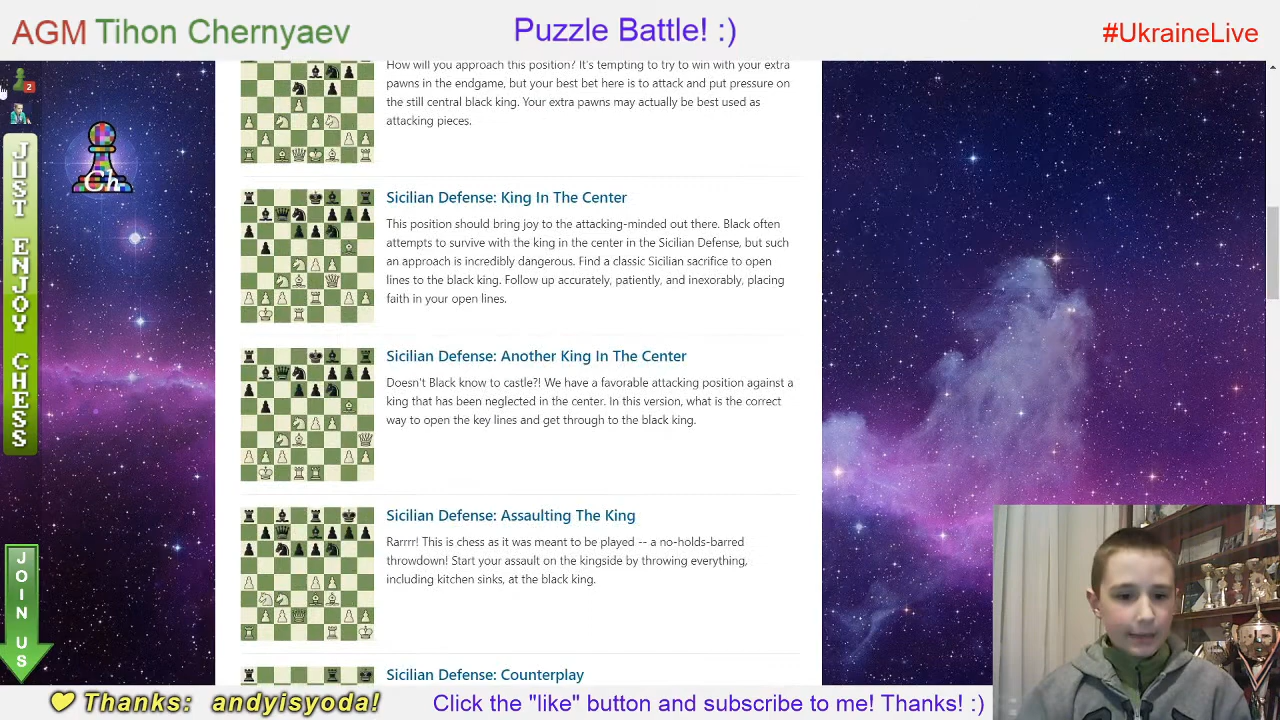 AGM Tihon Chernyaev
Puzzle Battle! :)
#UkraineLive
2
JUST ENJOY CHESS
Ch
How will you approach this position? It's tempting to try to win with your extra
pawns in the endgame, but your best bet here is to attack and put pressure on
the still central black king. Your extra pawns may actually be best used as
attacking pieces.
Sicilian Defense: King In The Center
This position should bring joy to the attacking-minded out there. Black often
attempts to survive with the king in the center in the Sicilian Defense, but such
an approach is incredibly dangerous. Find a classic Sicilian sacrifice to open
lines to the black king. Follow up accurately, patiently, and inexorably, placing
faith in your open lines.
Sicilian Defense: Another King In The Center
Doesn't Black know to castle?! We have a favorable attacking position against a
king that has been neglected in the center. In this version, what is the correct
way to open the key lines and get through to the black king.
Sicilian Defense: Assaulting The King
Rarrrr! This is chess as it was meant to be played -- a no-holds-barred
throwdown! Start your assault on the kingside by throwing everything,
including kitchen sinks, at the black king.
Sicilian Defense: Counterplay
JOIN US
Thanks: andyisyoda!
Click the "like" button and subscribe to me! Thanks! :)